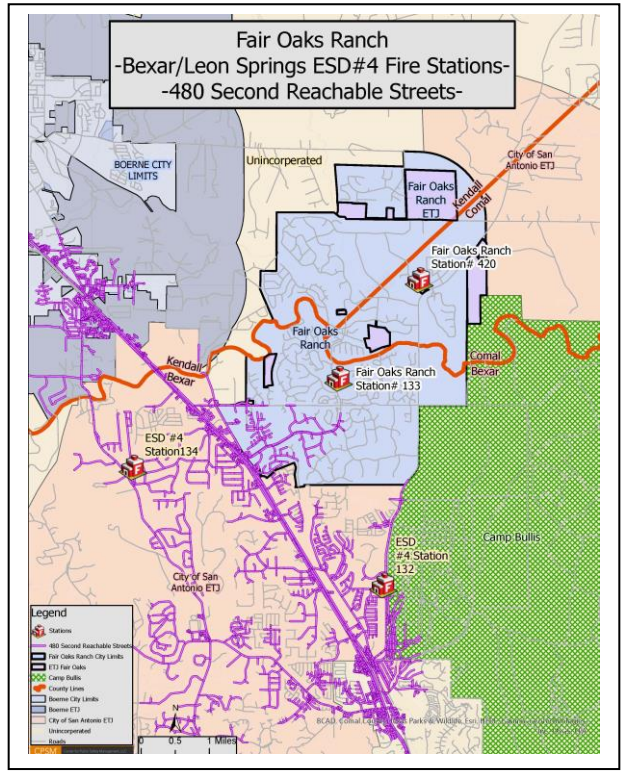 Fair Oaks Ranch
-Bexar/Leon Springs ESD#4 Fire Stations-
-480 Second Reachable Streets-
BOERNE CITY
LIMITS
Unincorporated
City of San
Antonio ETJ
Fair Oaks
Ranch
ETJ
Kendall
Comal
Fair Oaks Ranch
Station# 420
Fair Oaks
Ranch
Kendall
Bexar
Comal
Bexar
Fair Oaks Ranch
Station# 133
ESD #4
Station134
ESD
#4 Station
132
Camp Bullis
City of San
Antonio ETJ
Legend
Stations
480 Second Reachable Streets
Fair Oaks Ranch City Limits
ETJ Fair Oaks
Camp Bullis
County Lines
Boerne City Limits
Boerne ETJ
City of San Antonio ETJ
Unincorporated
Roads
CPSM
N
0 0.5 1 Miles